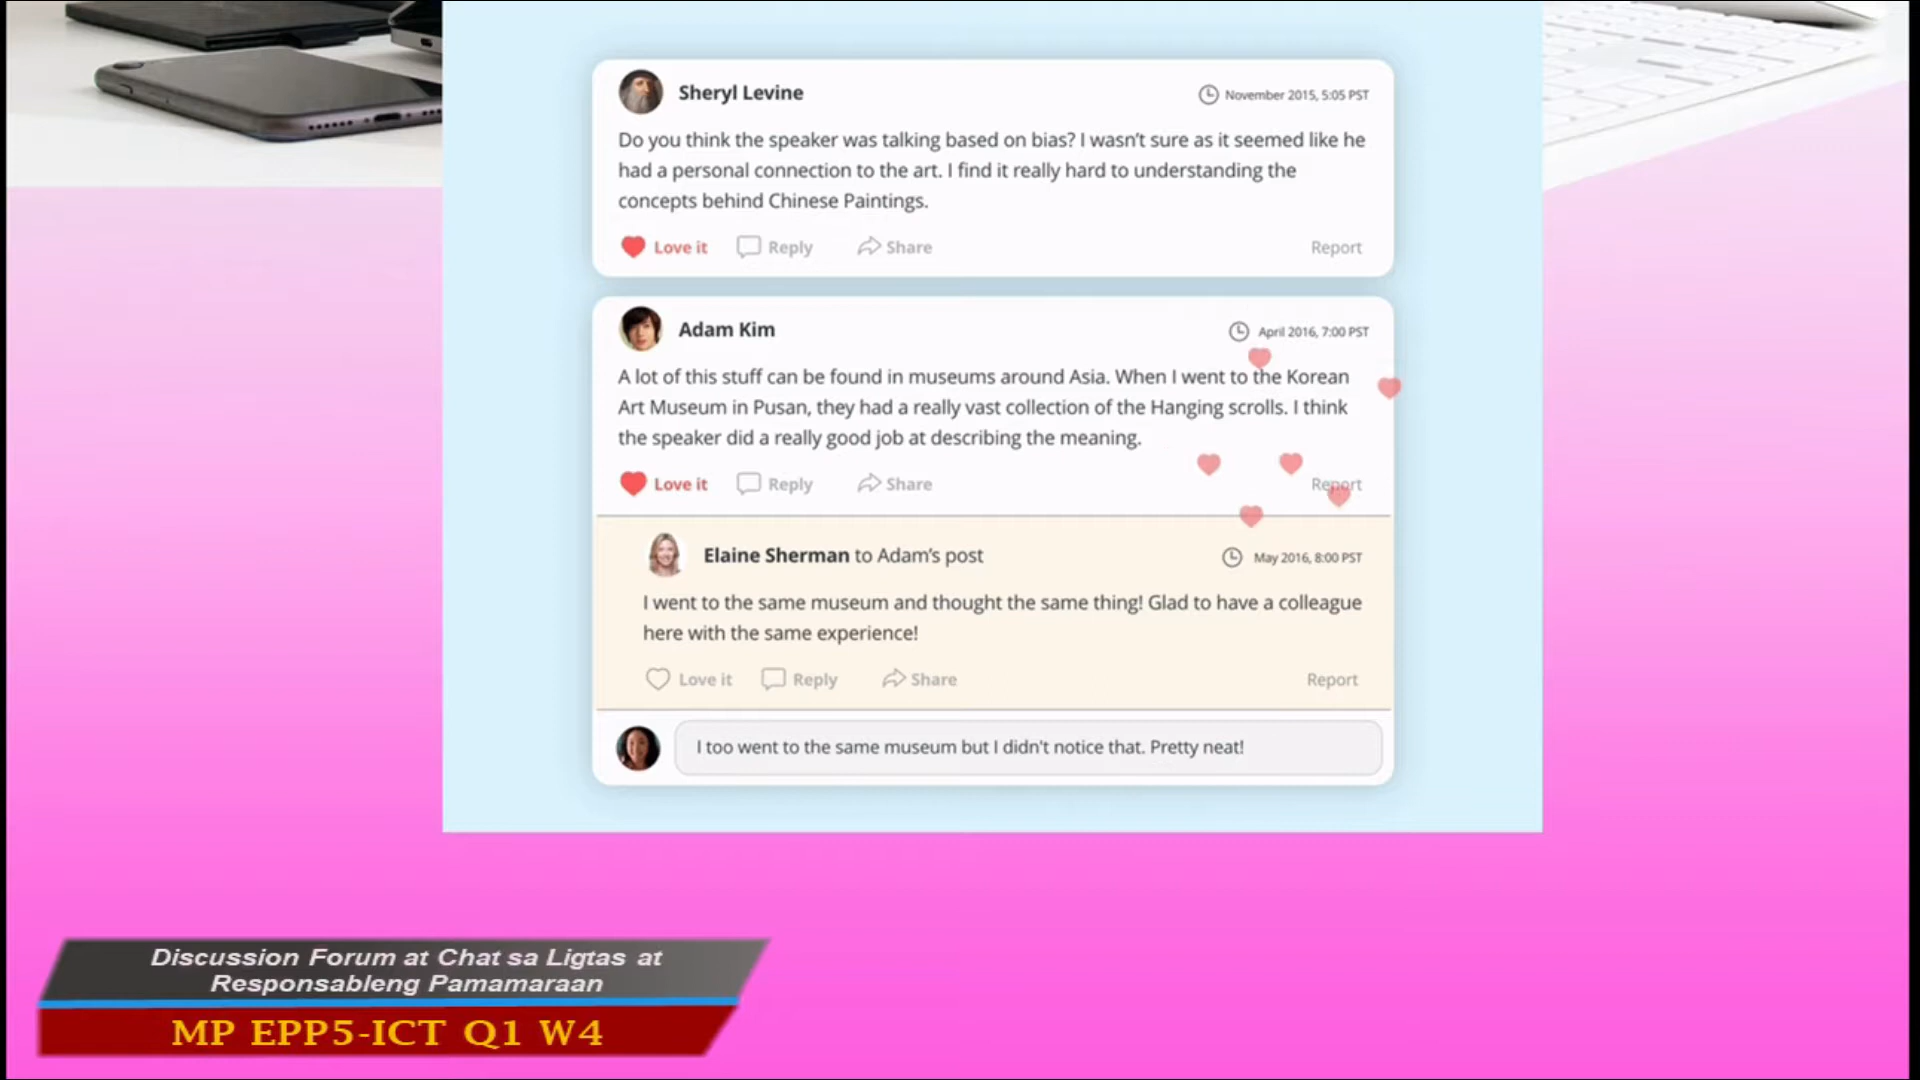 Sheryl Levine
November 2015, 5:05 PST
Do you think the speaker was talking based on bias? I wasn't sure as it seemed like he
had a personal connection to the art. I find it really hard to understanding the
concepts behind Chinese Paintings.
Love it Reply Share Report
Adam Kim
April 2016, 7:00 PST
A lot of this stuff can be found in museums around Asia. When I went to the Korean
Art Museum in Pusan, they had a really vast collection of the Hanging scrolls. I think
the speaker did a really good job at describing the meaning.
Love it Reply Share Report
Elaine Sherman to Adam's post
May 2016, 8:00 PST
I went to the same museum and thought the same thing! Glad to have a colleague
here with the same experience!
Love it Reply Share Report
I too went to the same museum but I didn't notice that. Pretty neat!
Discussion Forum at Chat sa Ligtas at
Responsableng Pamamaraan
MP EPP5-ICT Q1 W4